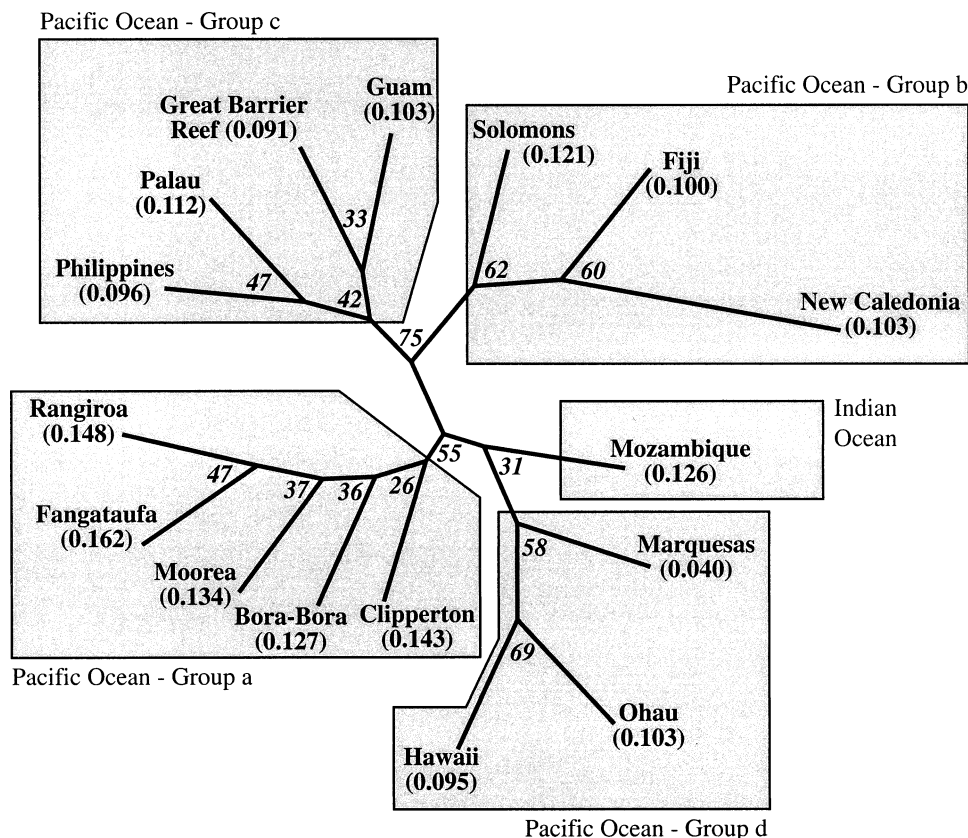 Pacific Ocean - Group c
Guam
(0.103)
Great Barrier
Reef (0.091)
Palau
(0.112)
33
Philippines
(0.096)
47
42
Pacific Ocean - Group b
Solomons
(0.121)
Fiji
(0.100)
62
60
New Caledonia
(0.103)
75
Rangiroa
(0.148)
55
47
37
36
26
Fangataufa
(0.162)
Moorea
(0.134)
Bora-Bora
(0.127)
Clipperton
(0.143)
Pacific Ocean - Group a
Indian
Ocean
Mozambique
(0.126)
31
58
Marquesas
(0.040)
69
Ohau
(0.103)
Hawaii
(0.095)
Pacific Ocean - Group d